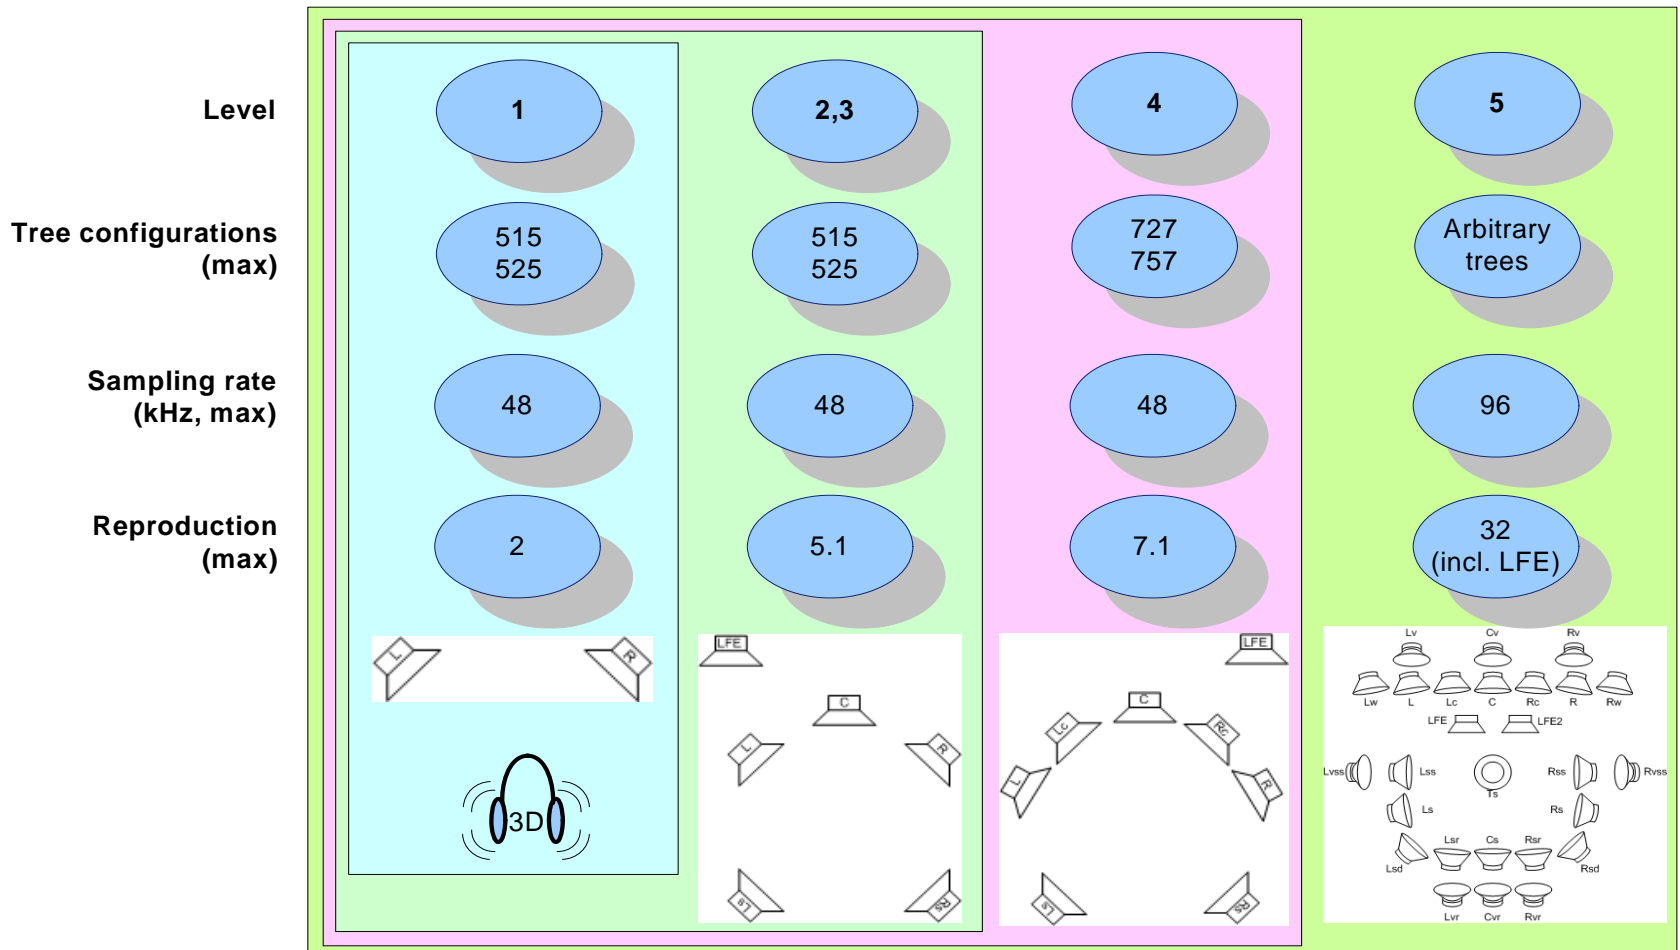 Level
1
2,3
4
5
Tree configurations
(max)
515
525
515
525
727
757
Arbitrary
trees
Sampling rate
(kHz, max)
48
48
48
96
Reproduction
(max)
2
5.1
7.1
32
(incl. LFE)
L
R
3D
LFE
C
L
R
Ls
Rs
LFE
C
Lc
Rc
L
R
Ls
Rs
Lv
Cv
Rv
Lw
L
Lc
C
Rc
R
Rw
LFE
LFE2
Lvss
Lss
Ts
Rss
Rvss
Ls
Rs
Lsr
Cs
Rsr
Lsd
Rsd
Lvr
Cvr
Rvr